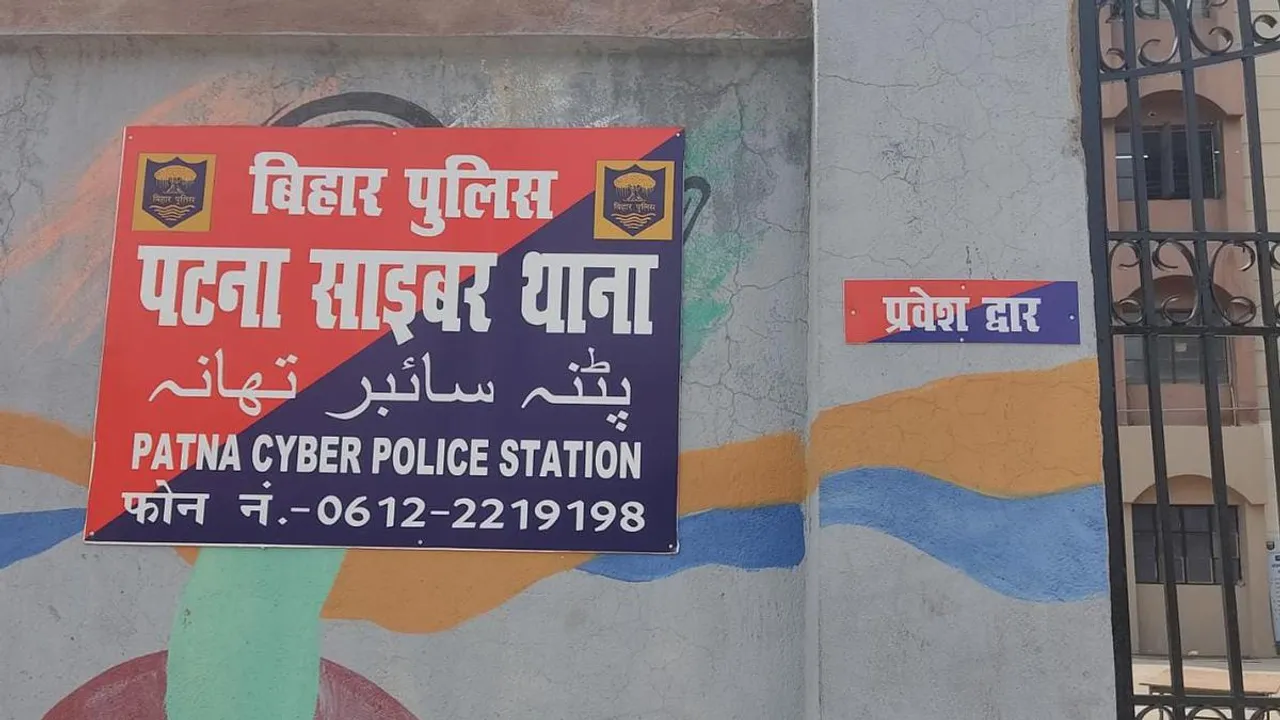 बिहार पुलिस
बिहार पुलिस
बिहार पुलिस
पटना साइबर थाना
پٹنہ سائبر تھانہ
PATNA CYBER POLICE STATION
फोन नं.-0612-2219198
प्रवेश द्वार